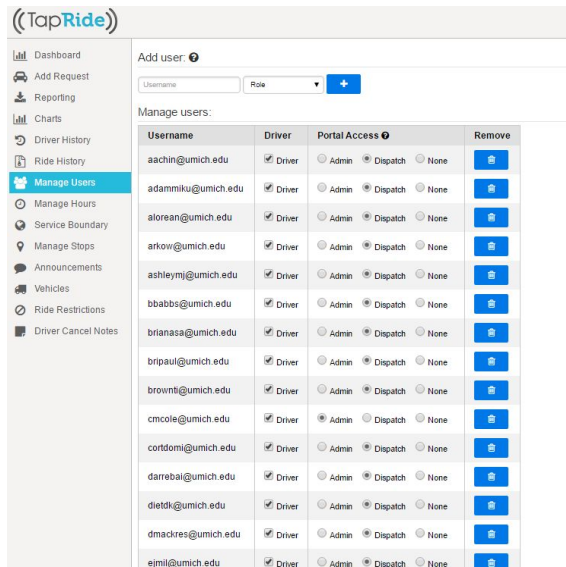 ((TapRide))
Dashboard
Add Request
Reporting
Charts
Driver History
Ride History
Manage Users
Manage Hours
Service Boundary
Manage Stops
Announcements
Vehicles
Ride Restrictions
Driver Cancel Notes
Add user:
Username Role
Manage users:
Username Driver Portal Access Remove
aachin@umich.edu Driver Admin Dispatch None
adammiku@umich.edu Driver Admin Dispatch None
alorean@umich.edu Driver Admin Dispatch None
arkow@umich.edu Driver Admin Dispatch None
ashleymj@umich.edu Driver Admin Dispatch None
bbabbs@umich.edu Driver Admin Dispatch None
brianasa@umich.edu Driver Admin Dispatch None
bripaul@umich.edu Driver Admin Dispatch None
brownti@umich.edu Driver Admin Dispatch None
cmcole@umich.edu Driver Admin Dispatch None
cortdomi@umich.edu Driver Admin Dispatch None
darrebai@umich.edu Driver Admin Dispatch None
dietdk@umich.edu Driver Admin Dispatch None
dmackres@umich.edu Driver Admin Dispatch None
ejmil@umich.edu Driver Admin Dispatch None